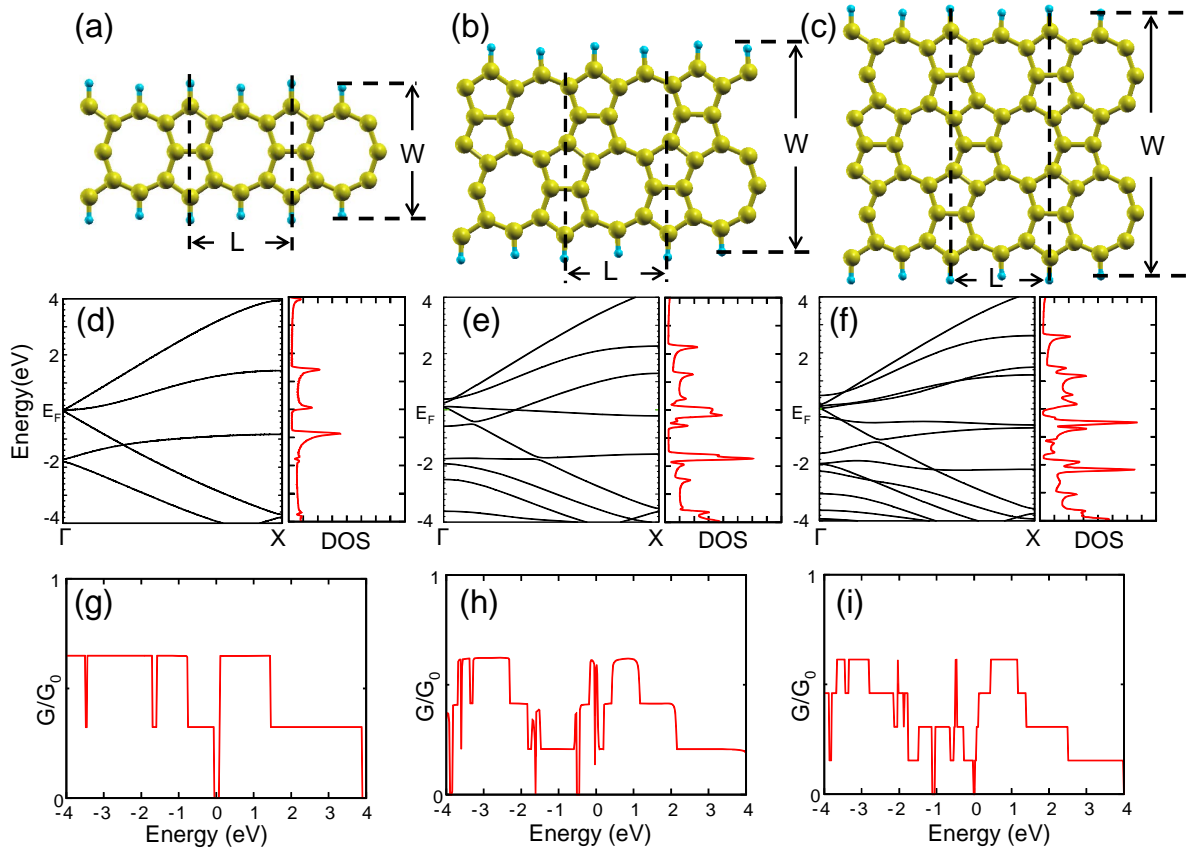 (a)
(b)
(c)
W
W
W
L
L
L
(d)
(e)
(f)
Energy(eV)
4
2
E_F
-2
-4
Γ
X
DOS
4
2
E_F
-2
-4
Γ
X
DOS
4
2
E_F
-2
-4
Γ
X
DOS
(g)
(h)
(i)
G/G₀
1
0
-4 -3 -2 -1 0 1 2 3 4
Energy (eV)
G/G₀
1
0
-4 -3 -2 -1 0 1 2 3 4
Energy (eV)
G/G₀
1
0
-4 -3 -2 -1 0 1 2 3 4
Energy (eV)